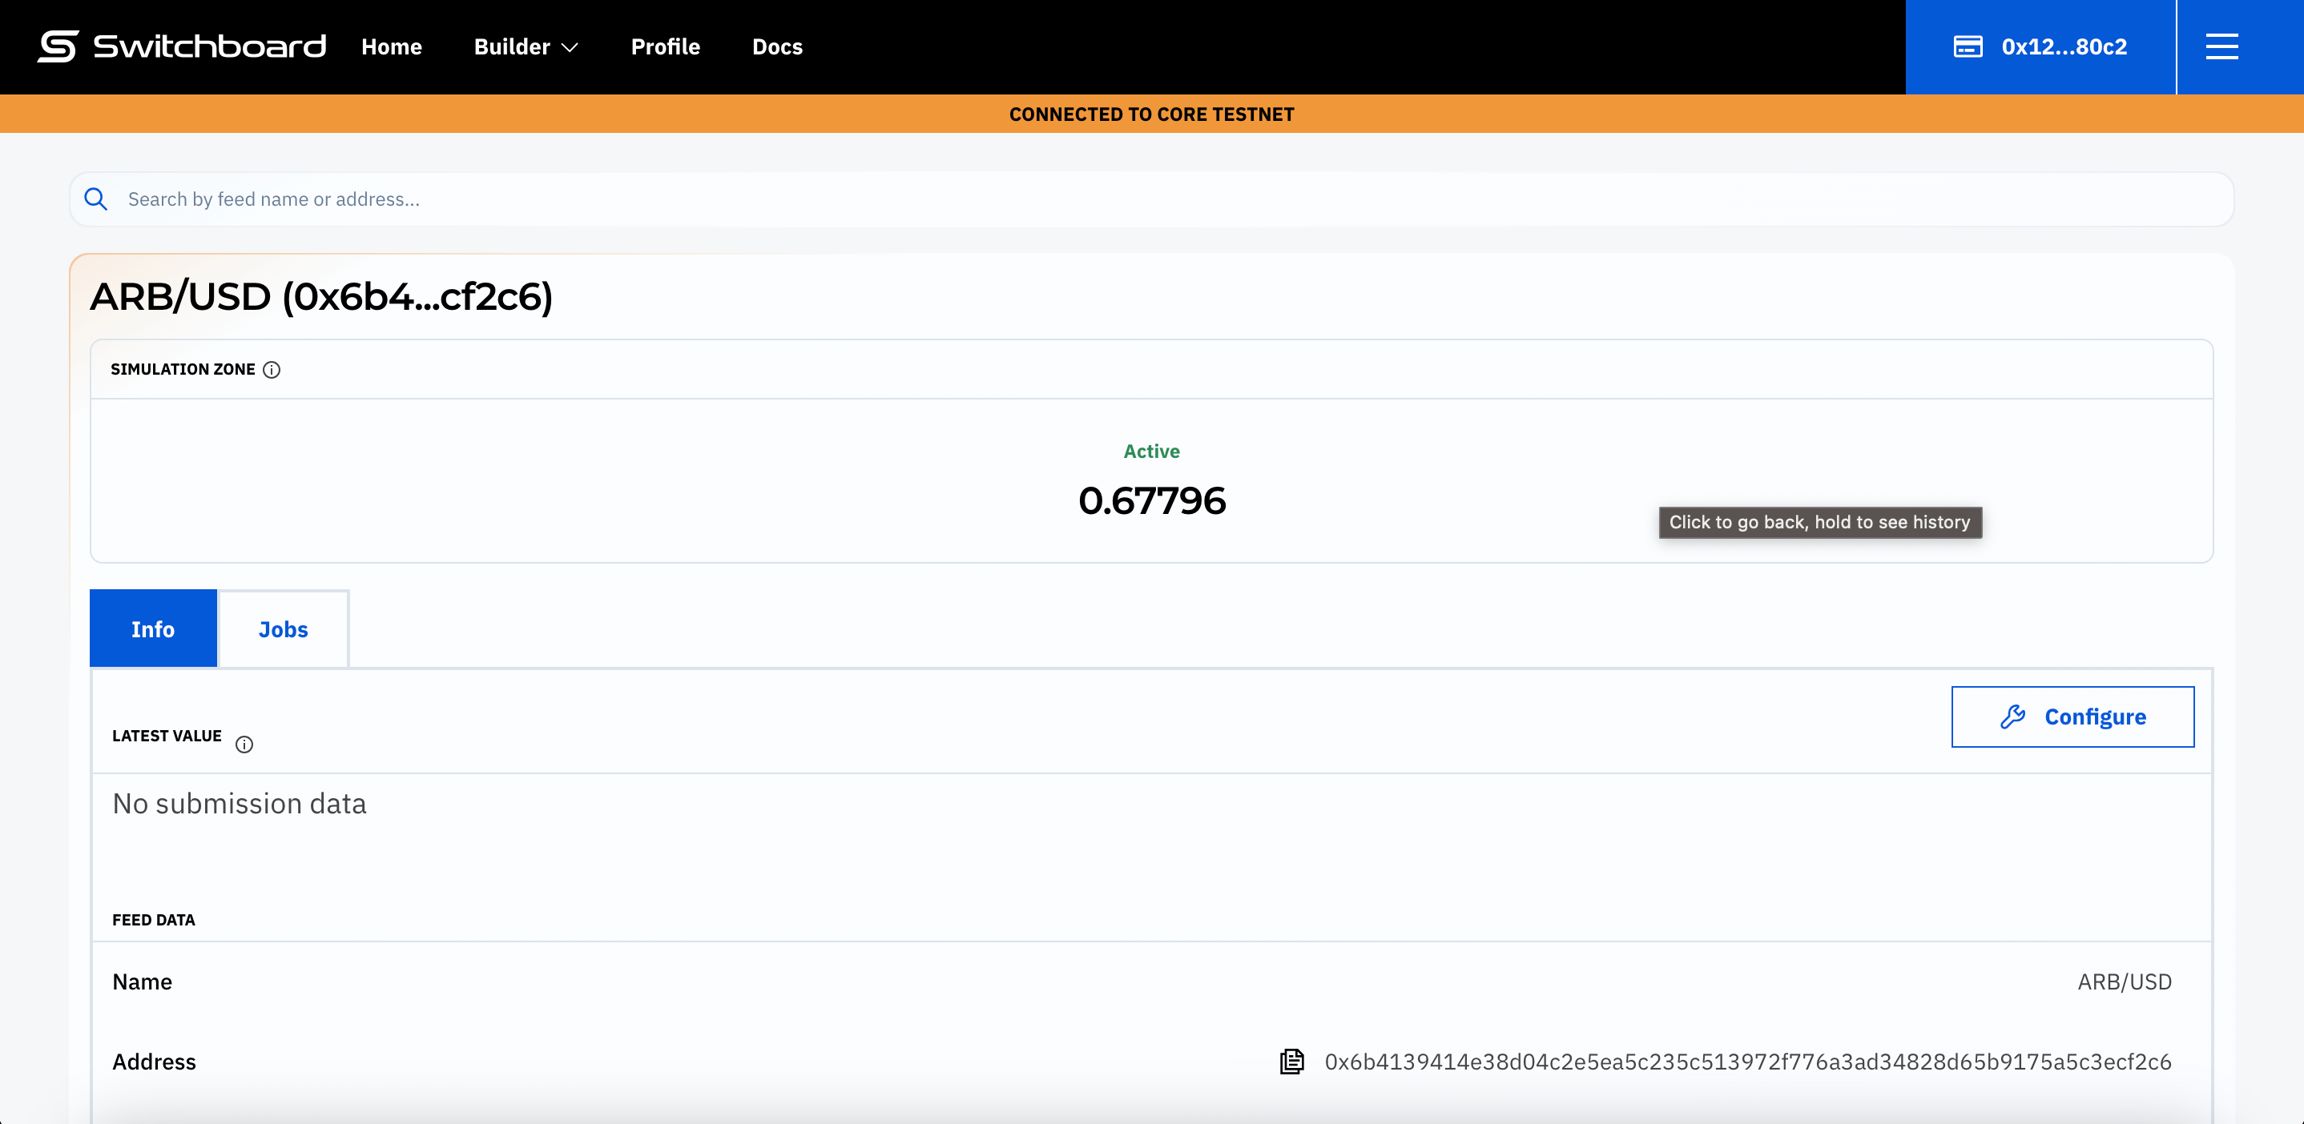 Switchboard Home Builder Profile Docs 0x12...80c2
CONNECTED TO CORE TESTNET
Search by feed name or address...
ARB/USD (0x6b4...cf2c6)
SIMULATION ZONE
Active
0.67796
Click to go back, hold to see history
Info Jobs
Configure
LATEST VALUE
No submission data
FEED DATA
Name ARB/USD
Address 0x6b4139414e38d04c2e5ea5c235c513972f776a3ad34828d65b9175a5c3ecf2c6